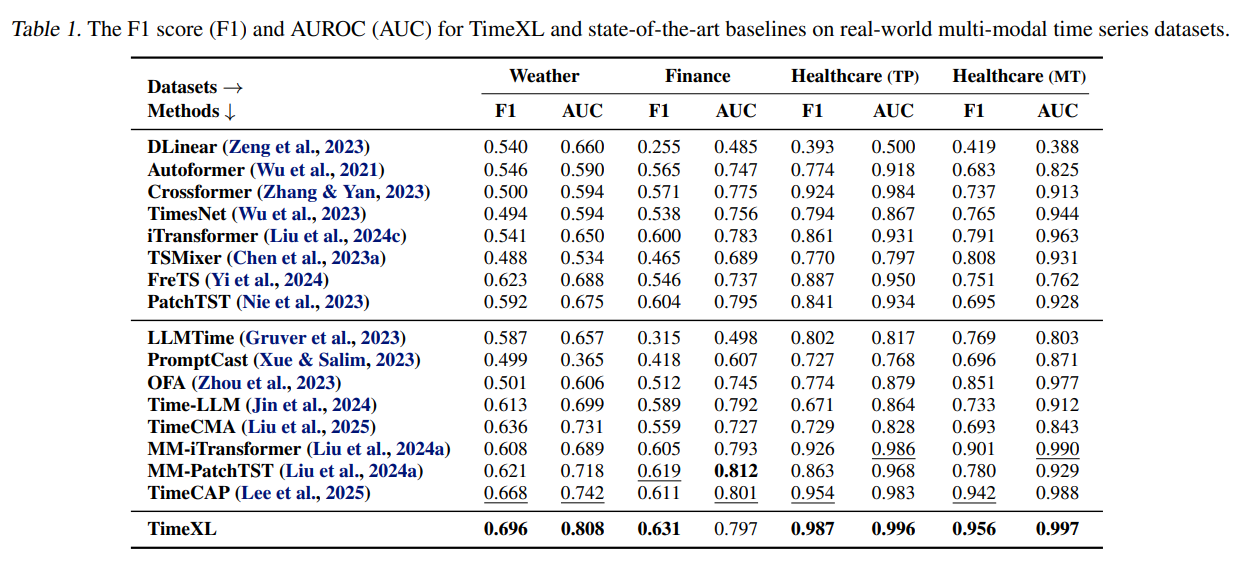 Table 1. The F1 score (F1) and AUROC (AUC) for TimeXL and state-of-the-art baselines on real-world multi-modal time series datasets.
Datasets → Weather Finance Healthcare (TP) Healthcare (MT)
Methods ↓ F1 AUC F1 AUC F1 AUC F1 AUC
DLinear (Zeng et al., 2023) 0.540 0.660 0.255 0.485 0.393 0.500 0.419 0.388
Autoformer (Wu et al., 2021) 0.546 0.590 0.565 0.747 0.774 0.918 0.683 0.825
Crossformer (Zhang & Yan, 2023) 0.500 0.594 0.571 0.775 0.924 0.984 0.737 0.913
TimesNet (Wu et al., 2023) 0.494 0.594 0.538 0.756 0.794 0.867 0.765 0.944
iTransformer (Liu et al., 2024c) 0.541 0.650 0.600 0.783 0.861 0.931 0.791 0.963
TSMixer (Chen et al., 2023a) 0.488 0.534 0.465 0.689 0.770 0.797 0.808 0.931
FreTS (Yi et al., 2024) 0.623 0.688 0.546 0.737 0.887 0.950 0.751 0.762
PatchTST (Nie et al., 2023) 0.592 0.675 0.604 0.795 0.841 0.934 0.695 0.928
LLMTime (Gruver et al., 2023) 0.587 0.657 0.315 0.498 0.802 0.817 0.769 0.803
PromptCast (Xue & Salim, 2023) 0.499 0.365 0.418 0.607 0.727 0.768 0.696 0.871
OFA (Zhou et al., 2023) 0.501 0.606 0.512 0.745 0.774 0.879 0.851 0.977
Time-LLM (Jin et al., 2024) 0.613 0.699 0.589 0.792 0.671 0.864 0.733 0.912
TimeCMA (Liu et al., 2025) 0.636 0.731 0.559 0.727 0.729 0.828 0.693 0.843
MM-iTransformer (Liu et al., 2024a) 0.608 0.689 0.605 0.793 0.926 0.986 0.901 0.990
MM-PatchTST (Liu et al., 2024a) 0.621 0.718 0.619 0.812 0.863 0.968 0.780 0.929
TimeCAP (Lee et al., 2025) 0.668 0.742 0.611 0.801 0.954 0.983 0.942 0.988
TimeXL 0.696 0.808 0.631 0.797 0.987 0.996 0.956 0.997